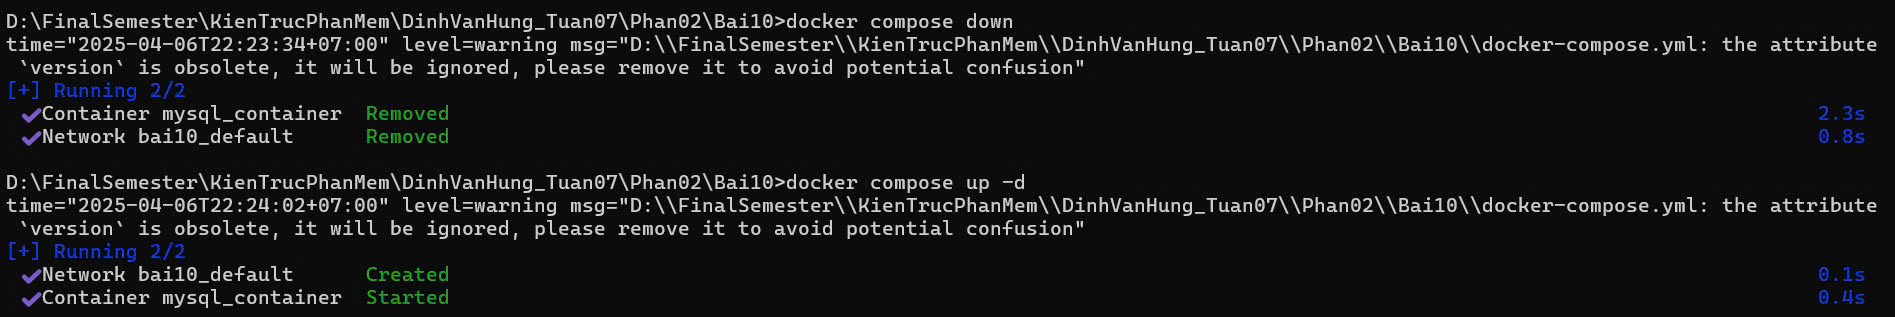 D:\FinalSemester\KienTrucPhanMem\DinhVanHung_Tuan07\Phan02\Bai10>docker compose down
time="2025-04-06T22:23:34+07:00" level=warning msg="D:\\FinalSemester\\KienTrucPhanMem\\DinhVanHung_Tuan07\\Phan02\\Bai10\\docker-compose.yml: the attribute
`version` is obsolete, it will be ignored, please remove it to avoid potential confusion"
[+] Running 2/2
✔Container mysql_container Removed 2.3s
✔Network bai10_default Removed 0.8s
D:\FinalSemester\KienTrucPhanMem\DinhVanHung_Tuan07\Phan02\Bai10>docker compose up -d
time="2025-04-06T22:24:02+07:00" level=warning msg="D:\\FinalSemester\\KienTrucPhanMem\\DinhVanHung_Tuan07\\Phan02\\Bai10\\docker-compose.yml: the attribute
`version` is obsolete, it will be ignored, please remove it to avoid potential confusion"
[+] Running 2/2
✔Network bai10_default Created 0.1s
✔Container mysql_container Started 0.4s